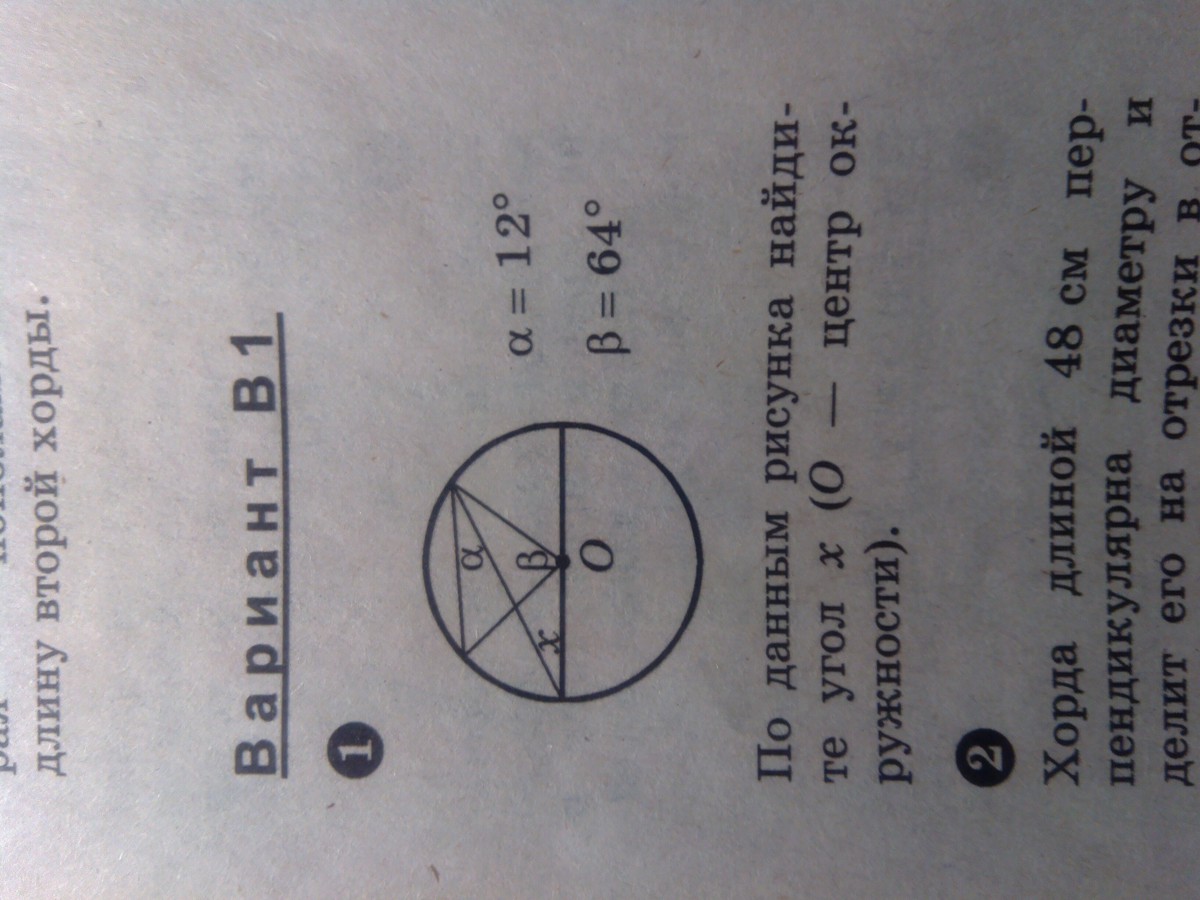 длину второй хорды.
Вариант В1
1
α
β
x
O
α = 12°
β = 64°
По данным рисунка найди-
те угол x (O — центр ок-
ружности).
2
Хорда длиной 48 см пер-
пендикулярна диаметру и
делит его на отрезки в от-